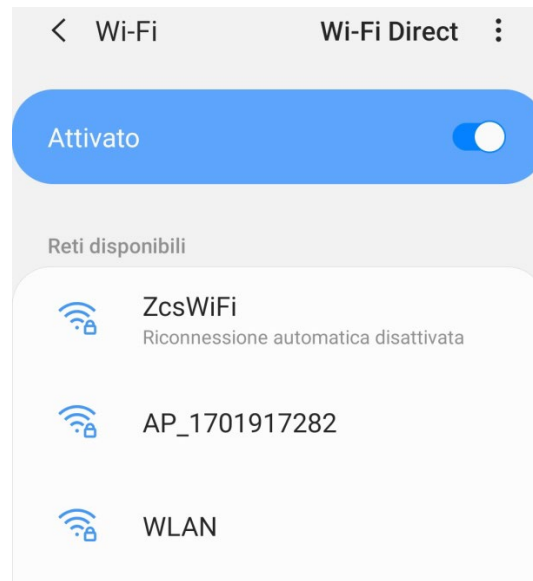 Wi-Fi Wi-Fi Direct
Attivato
Reti disponibili
ZcsWiFi
Riconnessione automatica disattivata
AP_1701917282
WLAN